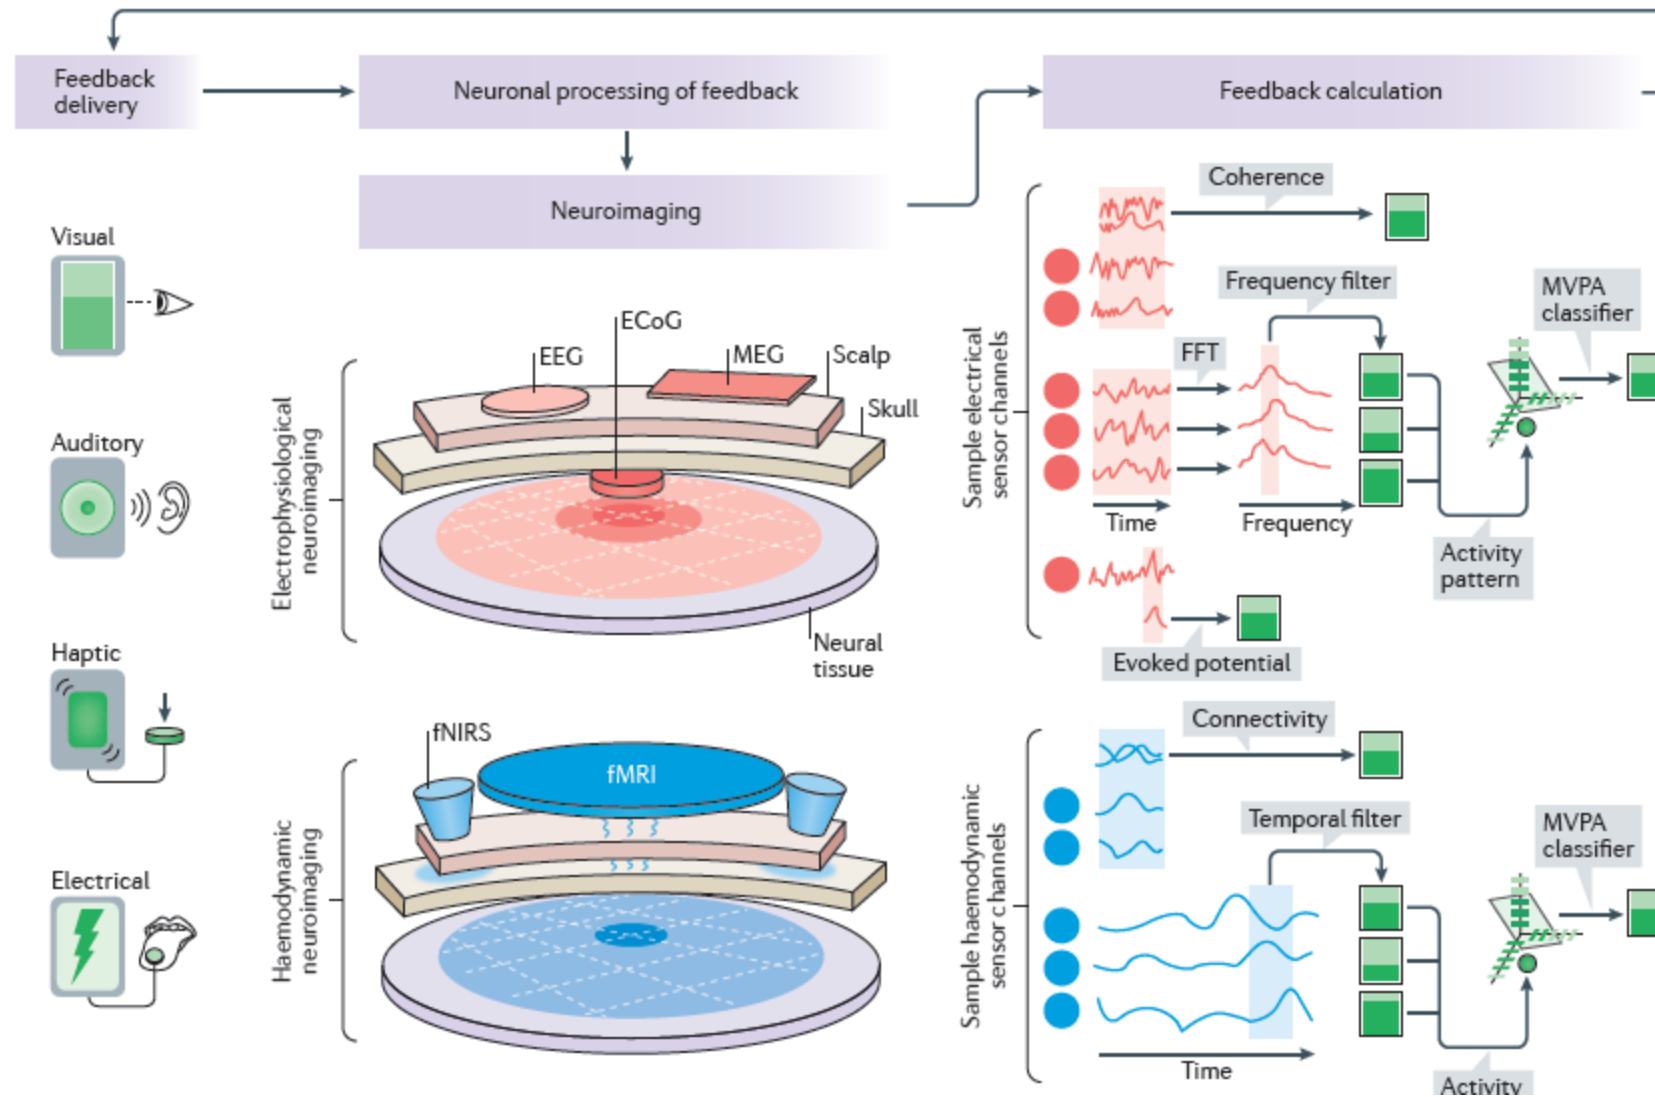 Feedback
delivery
Neuronal processing of feedback
Feedback calculation
Neuroimaging
Visual
Auditory
Haptic
Electrical
Electrophysiological
neuroimaging
EEG
ECoG
MEG
Scalp
Skull
Neural
tissue
Haemodynamic
neuroimaging
fNIRS
fMRI
Sample electrical
sensor channels
Coherence
Frequency filter
MVPA
classifier
FFT
Time
Frequency
Activity
pattern
Evoked potential
Sample haemodynamic
sensor channels
Connectivity
Temporal filter
MVPA
classifier
Time
Activity